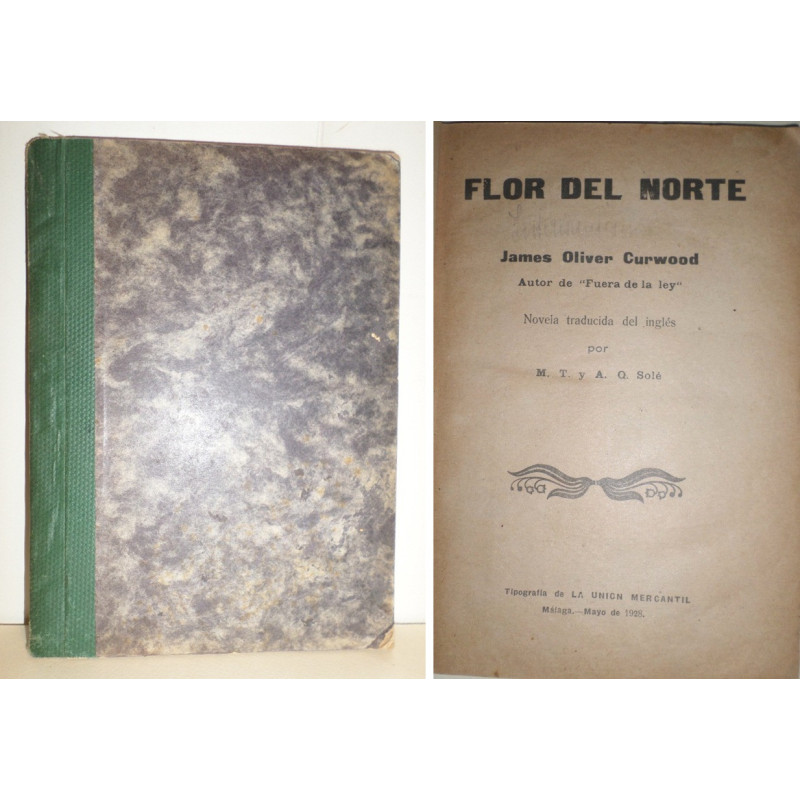 FLOR DEL NORTE
James Oliver Curwood
Autor de "Fuera de la ley"
Novela traducida del inglés
por
M. T. y A. Q. Solé
Tipografía de LA UNION MERCANTIL
Málaga.—Mayo de 1928.